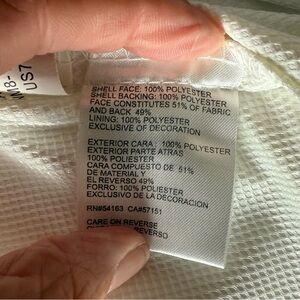 US7
SHELL FACE: 100% POLYESTER
SHELL BACKING: 100% POLYESTER
FACE CONSTITUTES 51% OF FABRIC
AND BACK 49%
LINING: 100% POLYESTER
EXCLUSIVE OF DECORATION
EXTERIOR CARA: 100% POLYESTER
EXTERIOR PARTE ATRAS
100% POLIESTER
CARA COMPUESTO DE 51%
DE MATERIAL Y
EL REVERSO 49%
FORRO: 100% POLIESTER
EXCLUSIVO DE LA DECORACION
RN#54163 CA#57151
CARE ON REVERSE
REVERSO